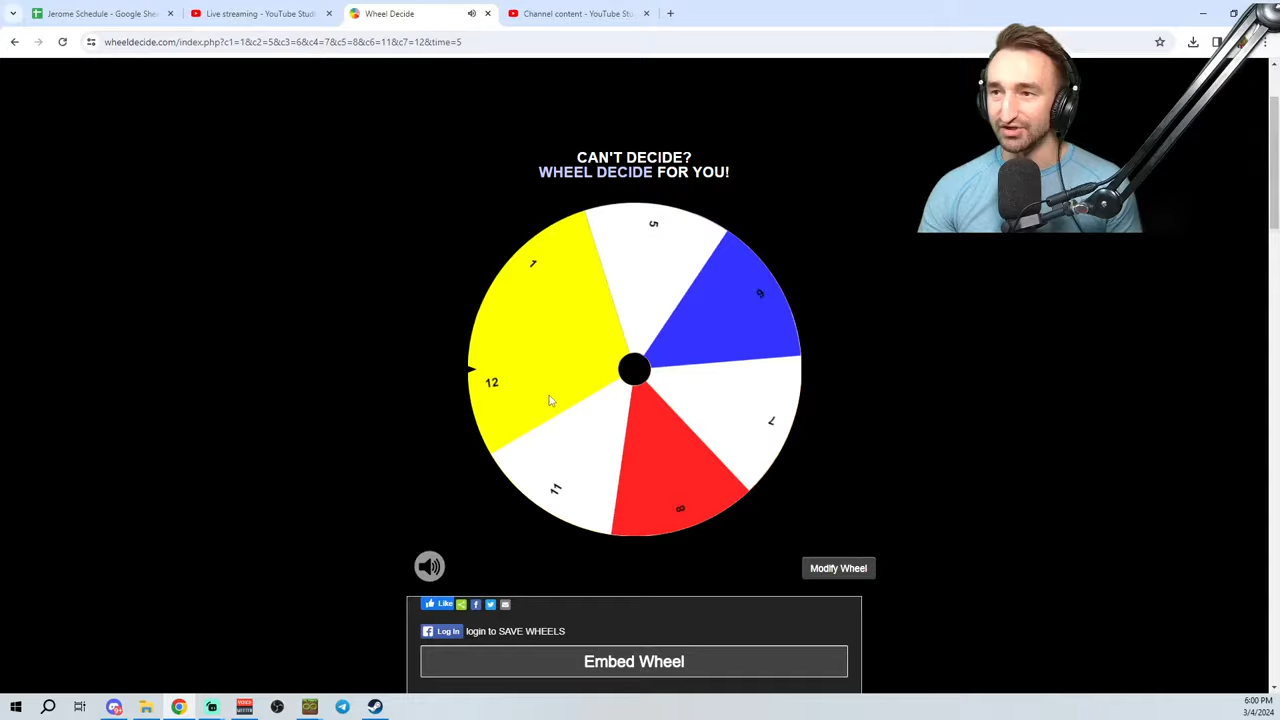 Jerome Schedule - Google She
Live streaming - YouTube Studi
Wheel Decide
Channel content - YouTube Stu
wheeldecide.com/index.php?c1=1&c2=5&c3=6&c4=7&c5=8&c6=11&c7=12&time=5
CAN'T DECIDE?
WHEEL DECIDE FOR YOU!
5
1
6
12
7
11
8
Modify Wheel
Like
Log In login to SAVE WHEELS
Embed Wheel
6:00 PM
3/4/2024